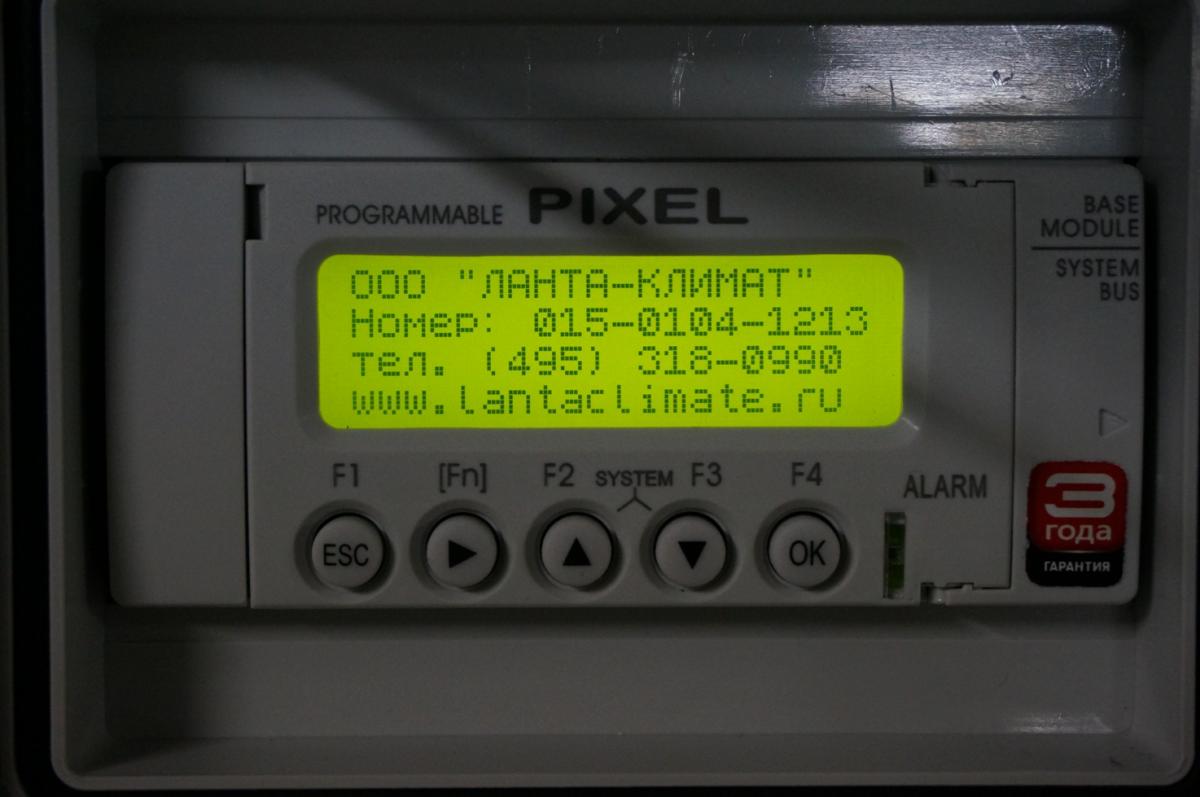 PROGRAMMABLE PIXEL
BASE
MODULE
SYSTEM
BUS
ООО "ЛАНТА-КЛИМАТ"
Номер: 015-0104-1213
тел. (495) 318-0990
www.lantaclimate.ru
F1 [Fn] F2 SYSTEM F3 F4
ALARM
ESC OK
3
года
ГАРАНТИЯ